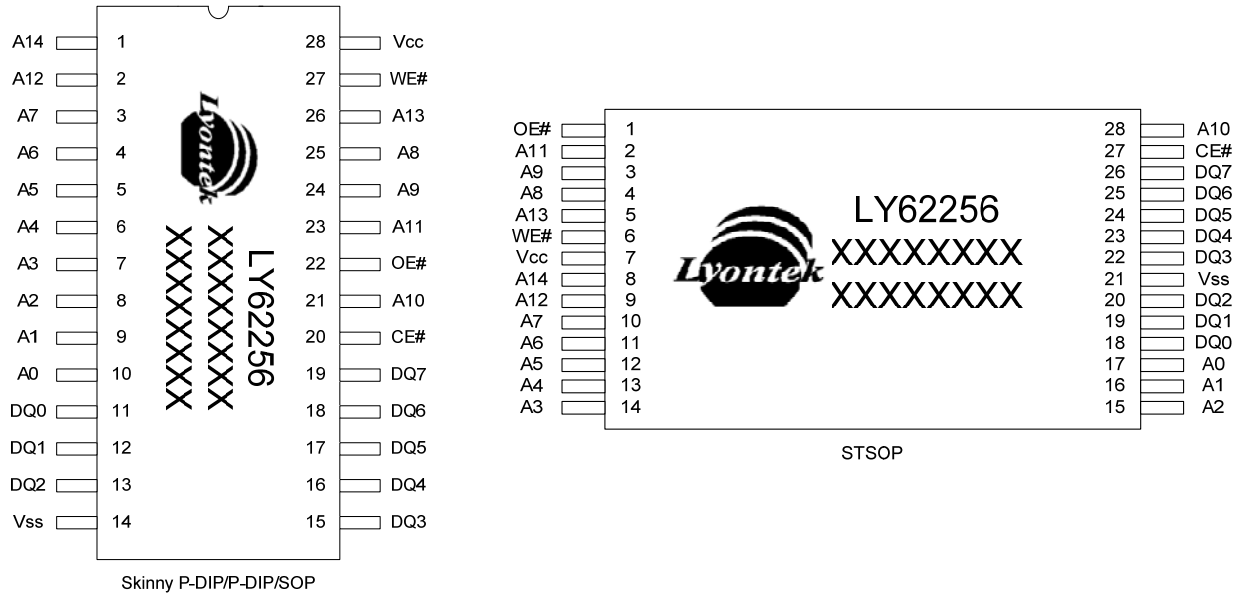 A14 1 28 Vcc
A12 2 27 WE#
A7 3 26 A13
A6 4 25 A8
A5 5 24 A9
A4 6 23 A11
A3 7 22 OE#
A2 8 21 A10
A1 9 20 CE#
A0 10 19 DQ7
DQ0 11 18 DQ6
DQ1 12 17 DQ5
DQ2 13 16 DQ4
Vss 14 15 DQ3
Lyontek
LY62256
XXXXXXXX
XXXXXXXX
Skinny P-DIP/P-DIP/SOP
OE# 1 28 A10
A11 2 27 CE#
A9 3 26 DQ7
A8 4 25 DQ6
A13 5 24 DQ5
WE# 6 23 DQ4
Vcc 7 22 DQ3
A14 8 21 Vss
A12 9 20 DQ2
A7 10 19 DQ1
A6 11 18 DQ0
A5 12 17 A0
A4 13 16 A1
A3 14 15 A2
Lyontek
LY62256
XXXXXXXX
XXXXXXXX
STSOP